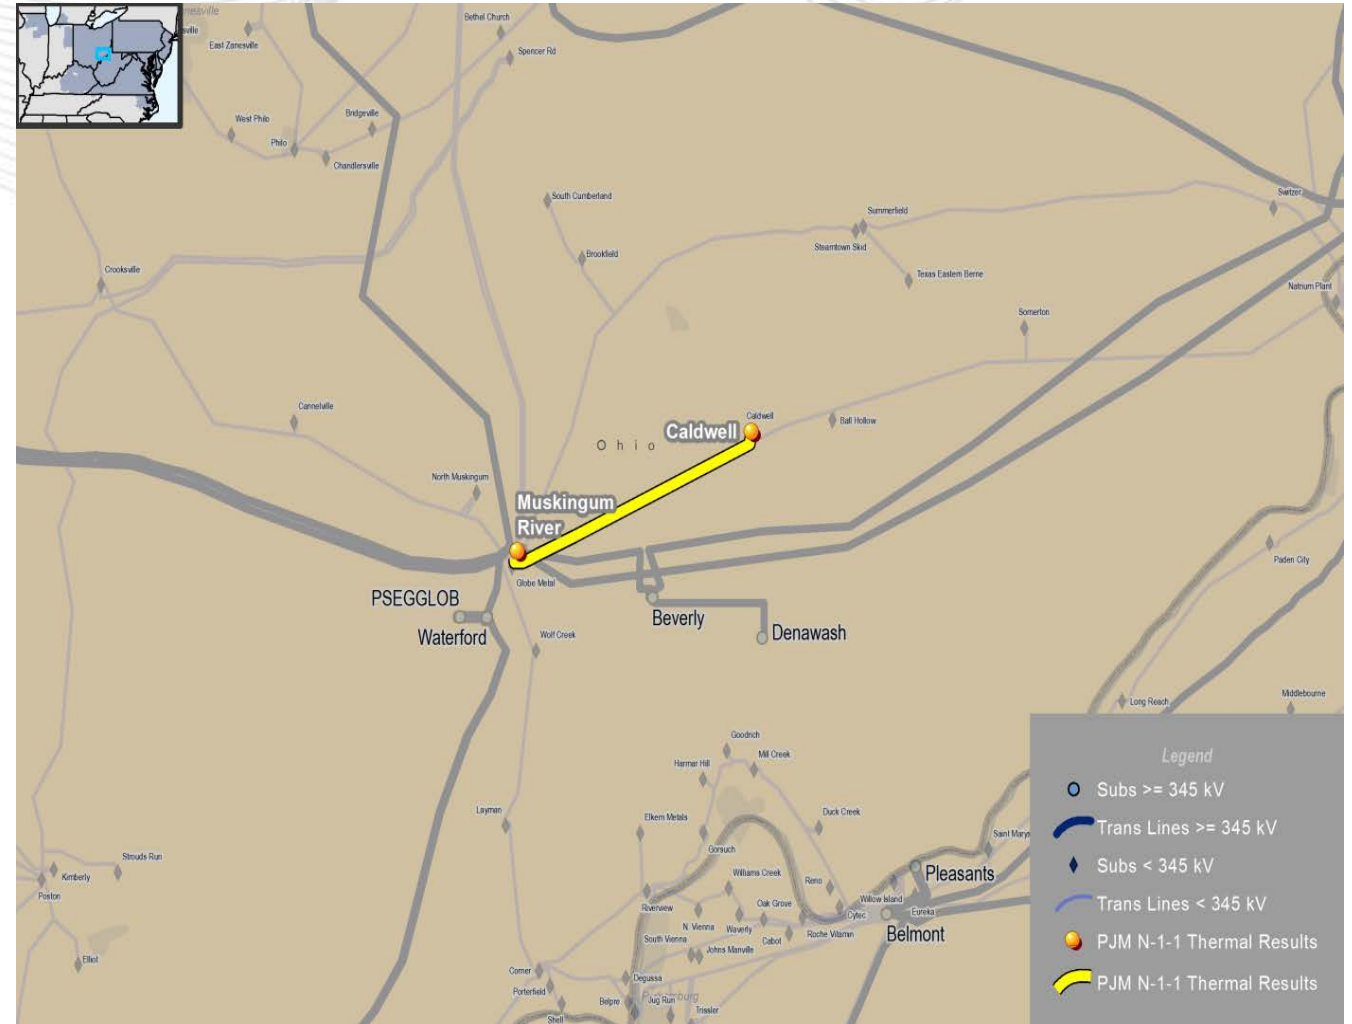 nesville
sville
East Zanesville
Bethel Church
Spencer Rd
West Philo
Bridgeville
Philo
Chandlersville
South Cumberland
Switzer
Summerfield
Steamtown Skid
Brookfield
Crooksville
Texas Eastern Berne
Natrium Plant
Somerton
Cannelville
Caldwell
Caldwell
Ball Hollow
Ohio
North Muskingum
Muskingum
River
Paden City
Globe Metal
PSEGGLOB
Waterford
Beverly
Denawash
Wolf Creek
Long Reach
Middlebourne
Goodrich
Mill Creek
Harmar Hill
Layman
Elkem Metals
Duck Creek
Saint Marys
Gorsuch
Strouds Run
Kimberly
Poston
Williams Creek
Reno
Pleasants
Willow Island
Riverview
Oak Grove
Cytec
Eureka
N. Vienna
Waverly
Roche Vitamin
Belmont
South Vienna
Cabot
Johns Manville
Elliot
Corner
Degussa
Porterfield
Belpre
Jug Run
Trissler
Shell
Legend
Subs >= 345 kV
Trans Lines >= 345 kV
Subs < 345 kV
Trans Lines < 345 kV
PJM N-1-1 Thermal Results
PJM N-1-1 Thermal Results